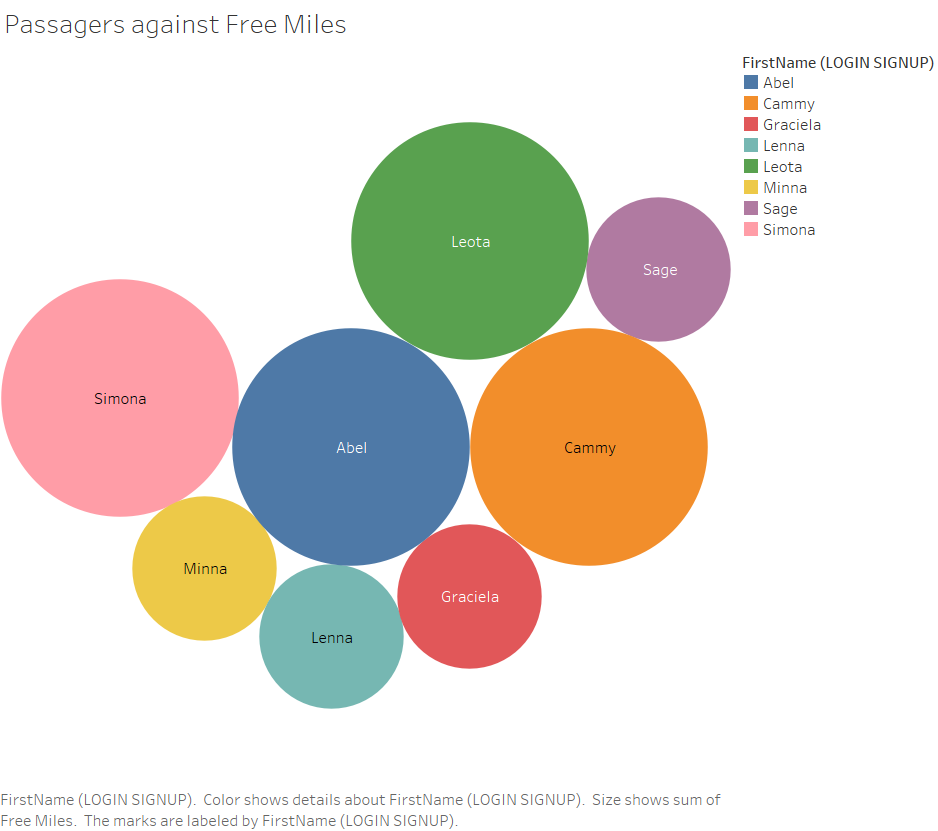 Passagers against Free Miles
FirstName (LOGIN SIGNUP)
Abel
Cammy
Graciela
Lenna
Leota
Minna
Sage
Simona
Leota
Sage
Simona
Abel
Cammy
Minna
Graciela
Lenna
FirstName (LOGIN SIGNUP).  Color shows details about FirstName (LOGIN SIGNUP).  Size shows sum of
Free Miles.  The marks are labeled by FirstName (LOGIN SIGNUP).